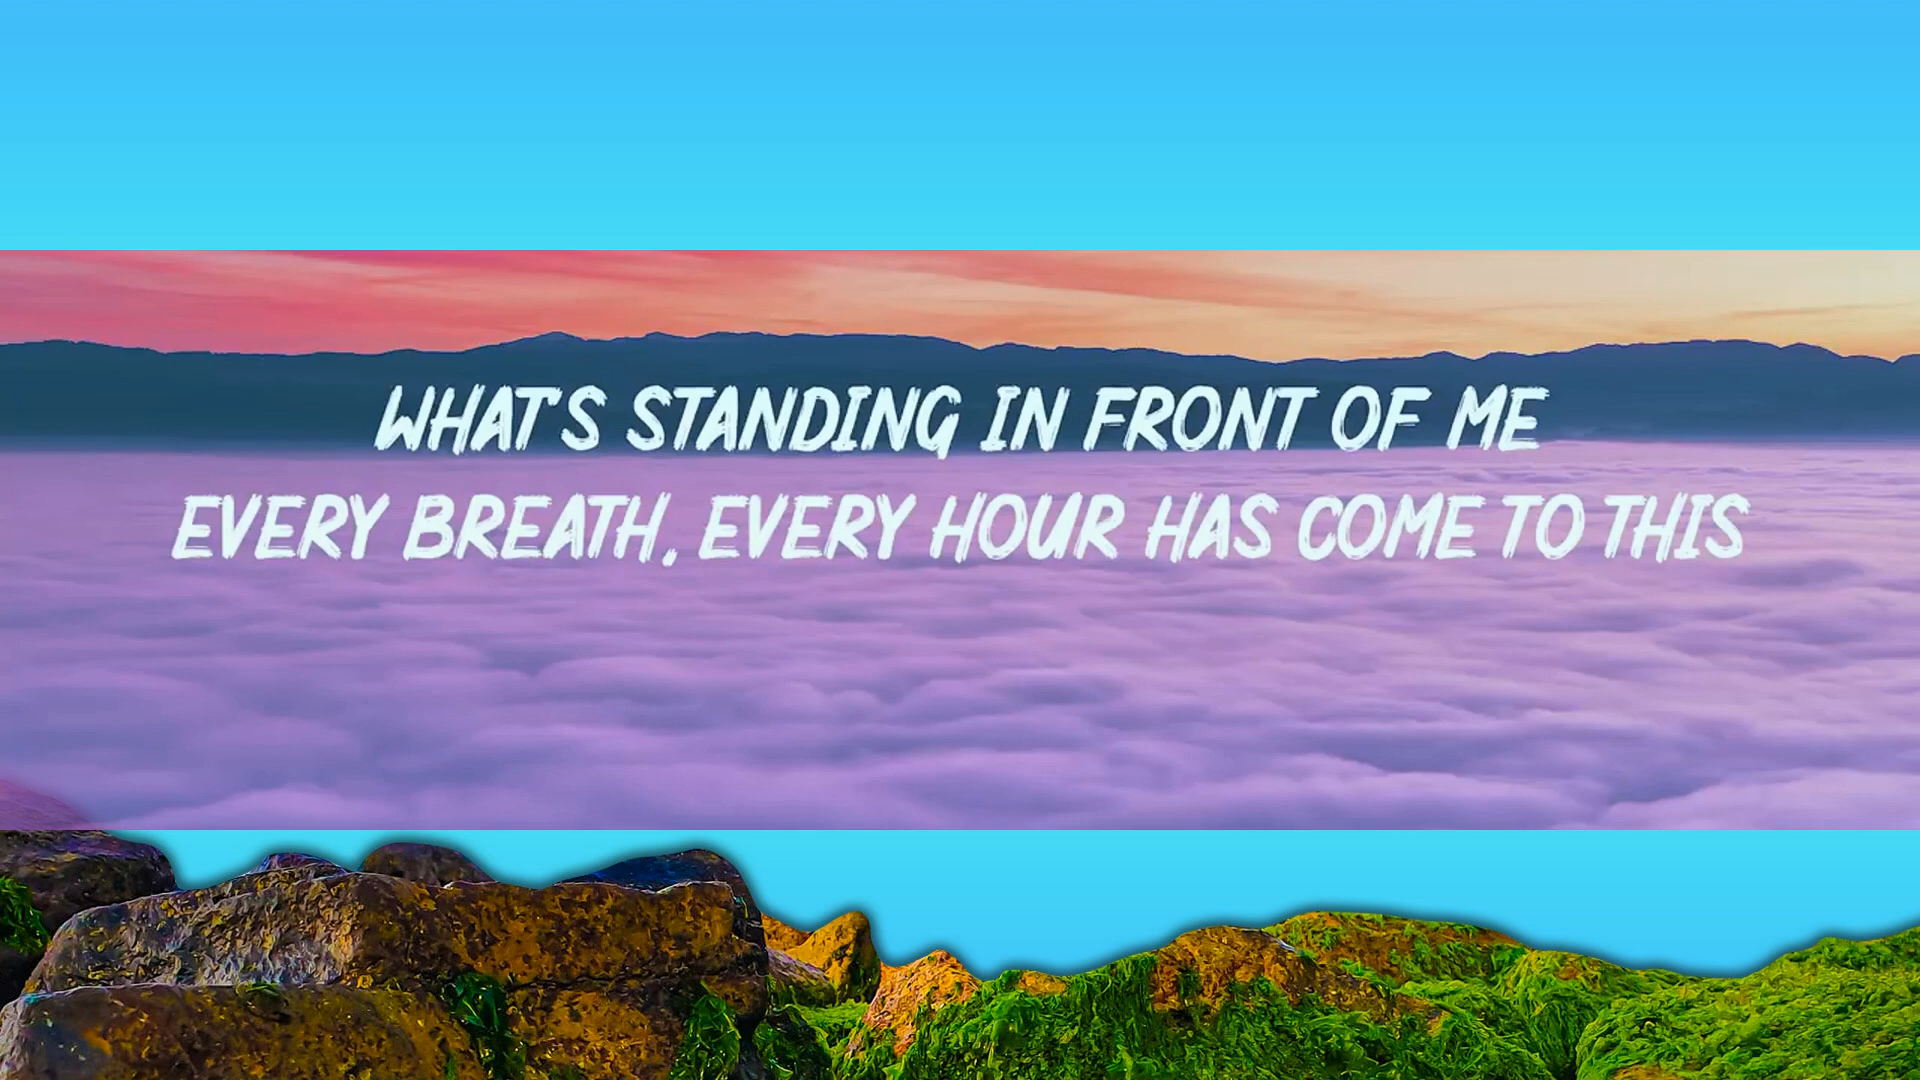 WHAT'S STANDING IN FRONT OF ME
EVERY BREATH, EVERY HOUR HAS COME TO THIS